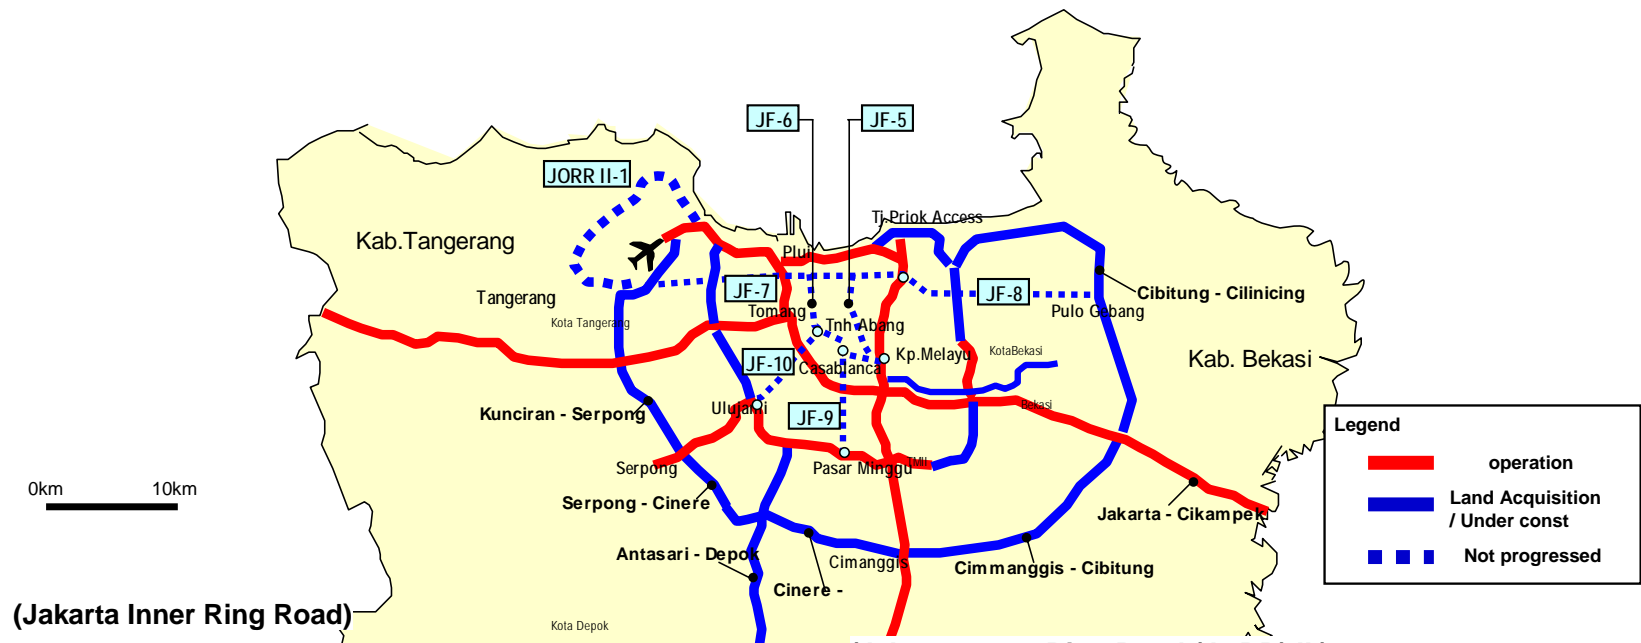 JF-6
JF-5
JORR II-1
Tj Priok Access
Kab.Tangerang
Plui
JF-7
JF-8
Cibitung - Cilinicing
Tangerang
Tomang
Pulo Gebang
Kota Tangerang
Tnh Abang
KotaBekasi
Kab. Bekasi
Kp.Melayu
JF-10
Casablanca
Kunciran - Serpong
Ulujami
JF-9
Bekasi
Legend
operation
Serpong
Pasar Minggu
TMII
0km
10km
Land Acquisition
/ Under const
Serpong - Cinere
Jakarta - Cikampek
Antasari - Depok
Cimanggis
Cimmanggis - Cibitung
Not progressed
Cinere -
(Jakarta Inner Ring Road)
Kota Depok